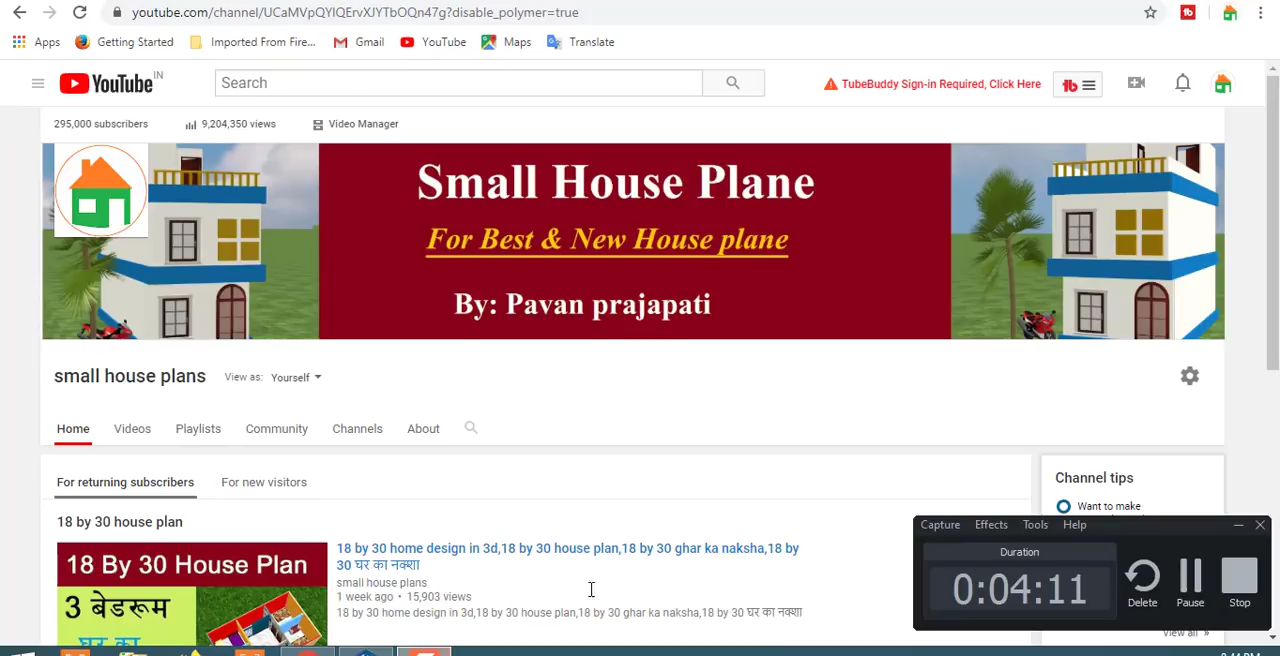 youtube.com/channel/UCaMVpQYlQErvXJYTbOQn47g?disable_polymer=true
Apps Getting Started Imported From Fire... Gmail YouTube Maps Translate
YouTube IN Search TubeBuddy Sign-in Required, Click Here tb
295,000 subscribers 9,204,350 views Video Manager
Small House Plane
For Best & New House plane
By: Pavan prajapati
small house plans View as: Yourself
Home Videos Playlists Community Channels About
For returning subscribers For new visitors
Channel tips
Want to make
18 by 30 house plan
18 By 30 House Plan
3 बेडरूम
18 by 30 home design in 3d,18 by 30 house plan,18 by 30 ghar ka naksha,18 by
30 घर का नक्शा
small house plans
1 week ago • 15,903 views
18 by 30 home design in 3d,18 by 30 house plan,18 by 30 ghar ka naksha,18 by 30 घर का नक्शा
Capture Effects Tools Help
Duration
0:04:11
Delete Pause Stop
View all »